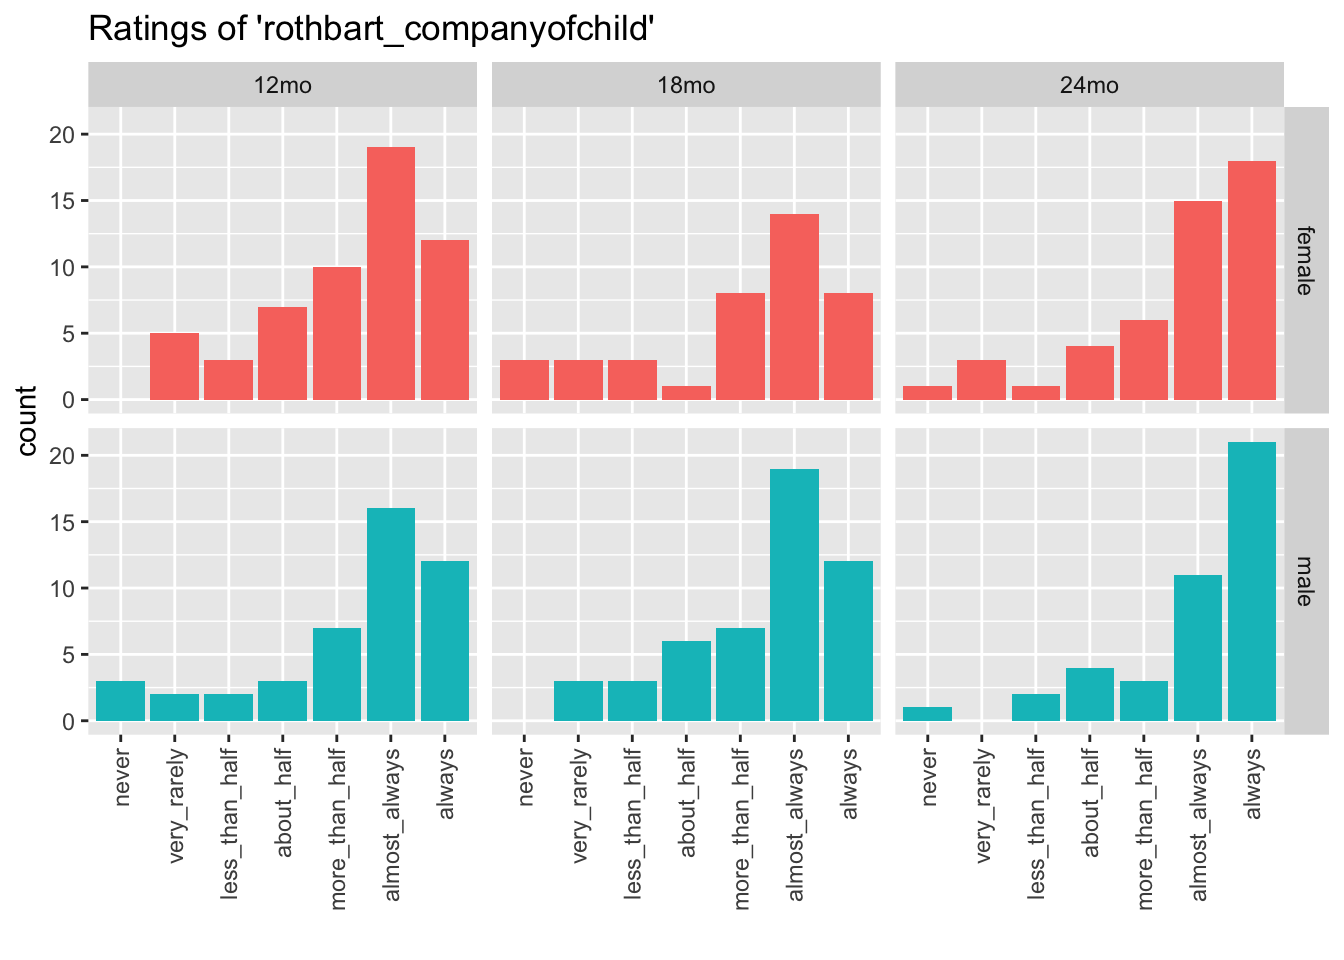 Ratings of 'rothbart_companyofchild'
12mo
18mo
24mo
20
15
10
5
0
female
count
20
15
10
5
0
male
never
very_rarely
less_than_half
about_half
more_than_half
almost_always
always
never
very_rarely
less_than_half
about_half
more_than_half
almost_always
always
never
very_rarely
less_than_half
about_half
more_than_half
almost_always
always